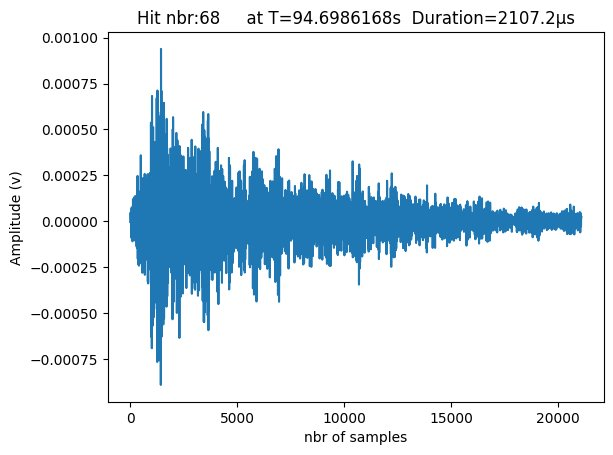 Hit nbr:68     at T=94.6986168s  Duration=2107.2µs
0.00100
0.00075
0.00050
0.00025
0.00000
−0.00025
−0.00050
−0.00075
Amplitude (v)
0 5000 10000 15000 20000
nbr of samples